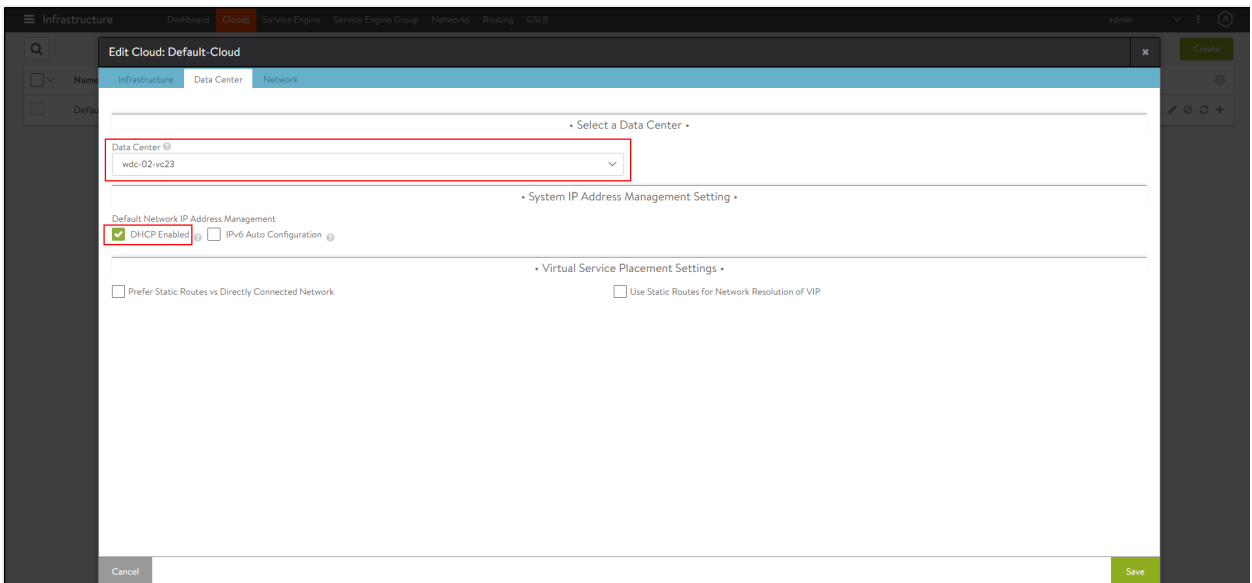 Infrastructure Dashboard Clouds Service Engine Service Engine Group Networks Routing GSLB admin
Edit Cloud: Default-Cloud
Create
Name
Infrastructure Data Center Network
Defau
• Select a Data Center •
Data Center
wdc-02-vc23
• System IP Address Management Setting •
Default Network IP Address Management
DHCP Enabled IPv6 Auto Configuration
• Virtual Service Placement Settings •
Prefer Static Routes vs Directly Connected Network Use Static Routes for Network Resolution of VIP
Cancel Save